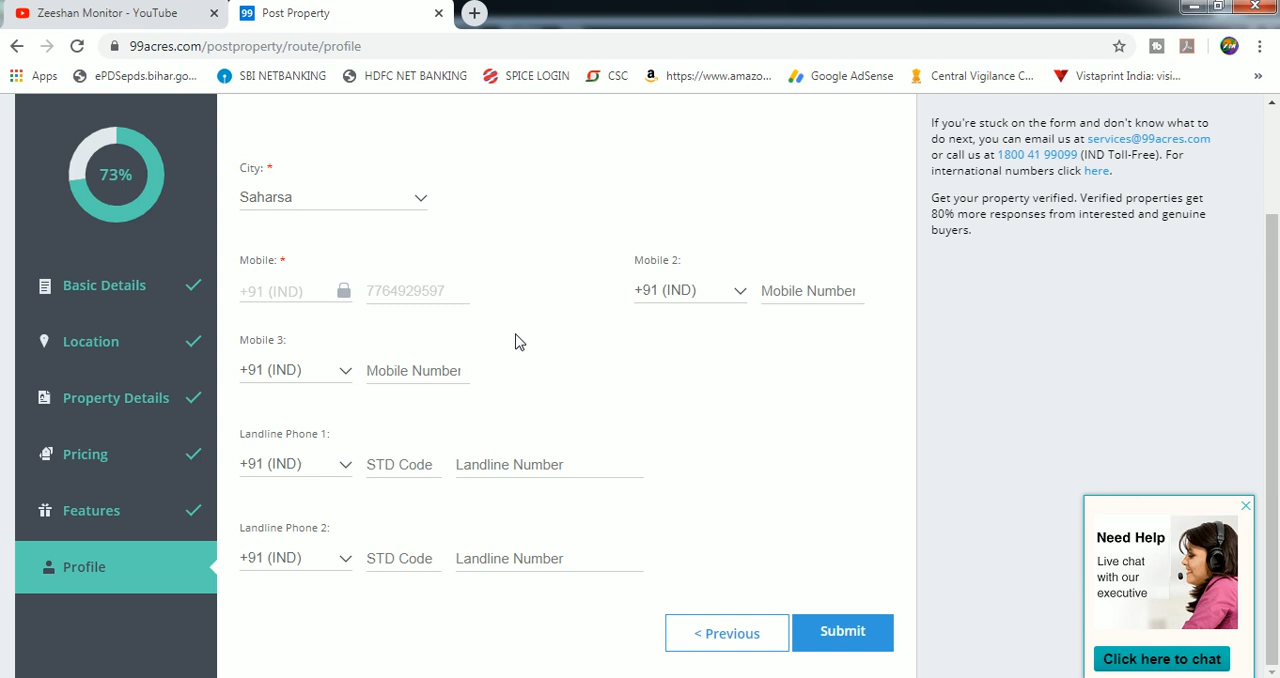 Zeeshan Monitor - YouTube
99 Post Property
99acres.com/postproperty/route/profile
Apps ePDSepds.bihar.go... SBI NETBANKING HDFC NET BANKING SPICE LOGIN CSC https://www.amazo... Google AdSense Central Vigilance C... Vistaprint India: visi... »
73%
Basic Details
Location
Property Details
Pricing
Features
Profile
City: *
Saharsa
Mobile: *
+91 (IND) 7764929597
Mobile 2:
+91 (IND) Mobile Number
Mobile 3:
+91 (IND) Mobile Number
Landline Phone 1:
+91 (IND) STD Code Landline Number
Landline Phone 2:
+91 (IND) STD Code Landline Number
< Previous Submit
If you're stuck on the form and don't know what to
do next, you can email us at services@99acres.com
or call us at 1800 41 99099 (IND Toll-Free). For
international numbers click here.
Get your property verified. Verified properties get
80% more responses from interested and genuine
buyers.
Need Help
Live chat
with our
executive
Click here to chat